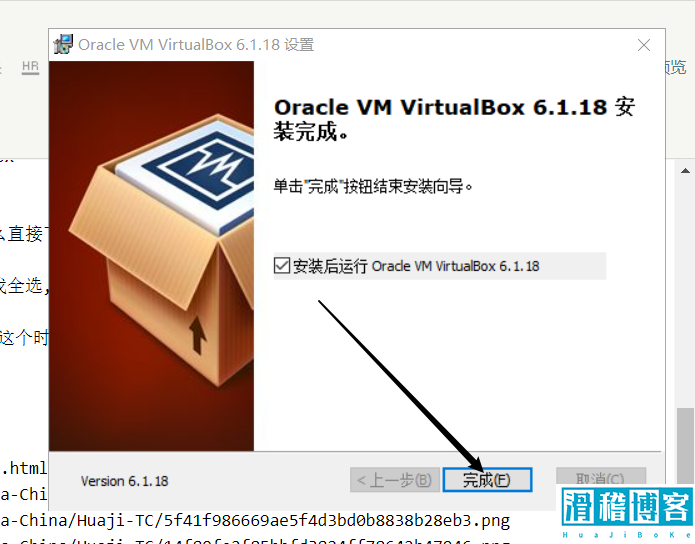 Oracle VM VirtualBox 6.1.18 设置
HR
预览
Oracle VM VirtualBox 6.1.18 安
装完成。
单击"完成"按钮结束安装向导。
直接
安装后运行 Oracle VM VirtualBox 6.1.18
全选,
这个时
.html
Version 6.1.18
< 上一步(B)
完成(F)
取消(C)
a-Chi
a-China/Huaji-TC/5f41f986669ae5f4d3bd0b8838b28eb3.png
滑稽博客
HuaJiBoKe